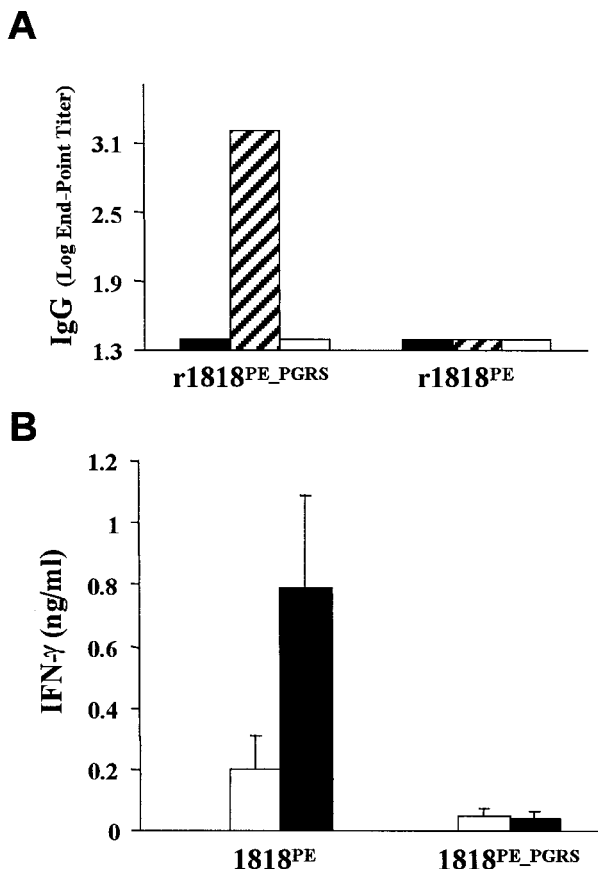 A
IgG (Log End-Point Titer)
3.1
2.5
1.9
1.3
r1818PE_PGRS r1818PE
B
IFN-γ (ng/ml)
1.2
1
0.8
0.6
0.4
0.2
0
1818PE 1818PE_PGRS